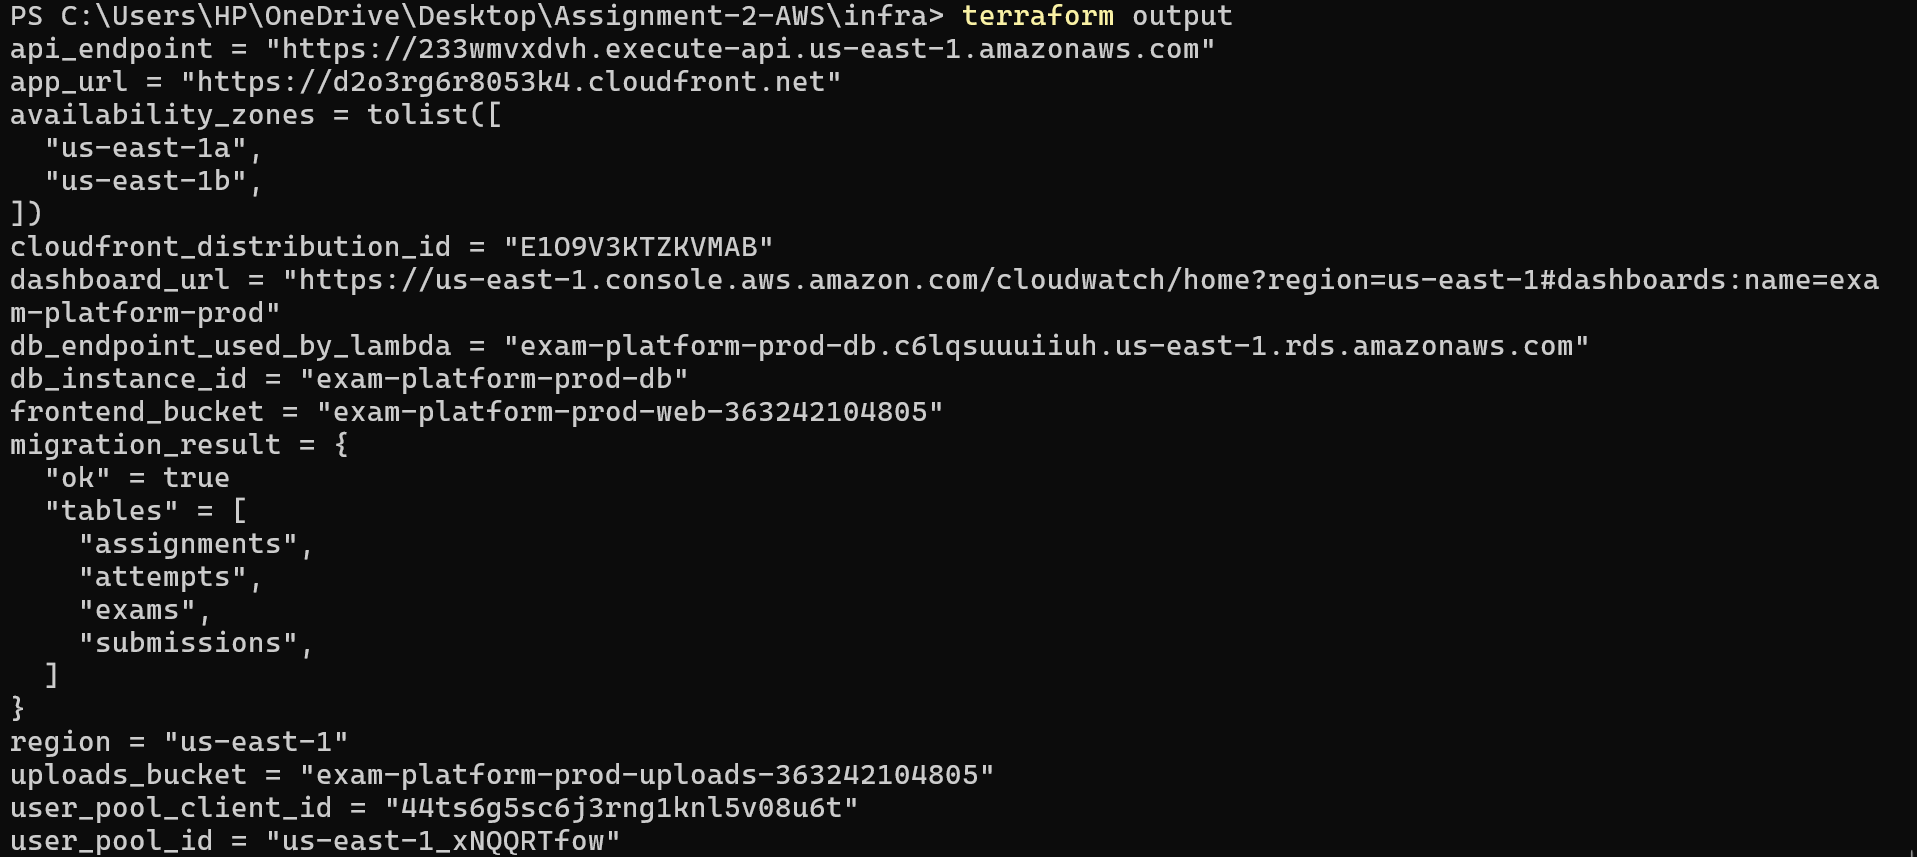 PS C:\Users\HP\OneDrive\Desktop\Assignment-2-AWS\infra> terraform output
api_endpoint = "https://233wmvxdvh.execute-api.us-east-1.amazonaws.com"
app_url = "https://d2o3rg6r8053k4.cloudfront.net"
availability_zones = tolist([
  "us-east-1a",
  "us-east-1b",
])
cloudfront_distribution_id = "E1O9V3KTZKVMAB"
dashboard_url = "https://us-east-1.console.aws.amazon.com/cloudwatch/home?region=us-east-1#dashboards:name=exa
m-platform-prod"
db_endpoint_used_by_lambda = "exam-platform-prod-db.c6lqsuuuiiuh.us-east-1.rds.amazonaws.com"
db_instance_id = "exam-platform-prod-db"
frontend_bucket = "exam-platform-prod-web-363242104805"
migration_result = {
  "ok" = true
  "tables" = [
    "assignments",
    "attempts",
    "exams",
    "submissions",
  ]
}
region = "us-east-1"
uploads_bucket = "exam-platform-prod-uploads-363242104805"
user_pool_client_id = "44ts6g5sc6j3rng1knl5v08u6t"
user_pool_id = "us-east-1_xNQQRTfow"